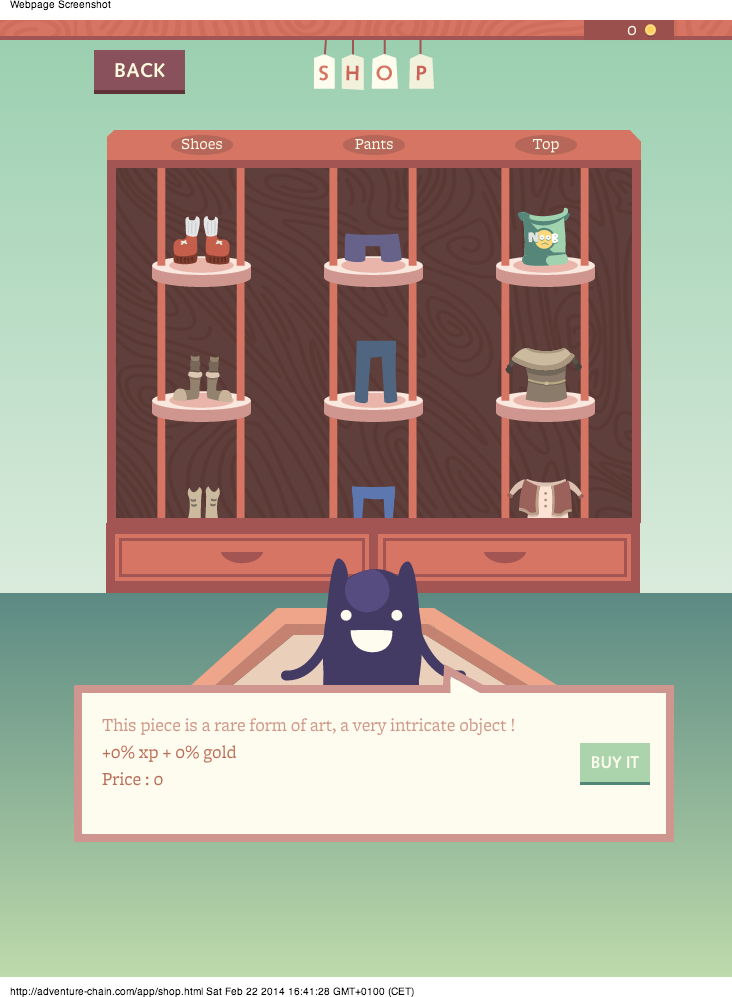 Webpage Screenshot
0
BACK
SHOP
Shoes Pants Top
NOOB
This piece is a rare form of art, a very intricate object !
+0% xp + 0% gold
Price : 0
BUY IT
http://adventure-chain.com/app/shop.html Sat Feb 22 2014 16:41:28 GMT+0100 (CET)